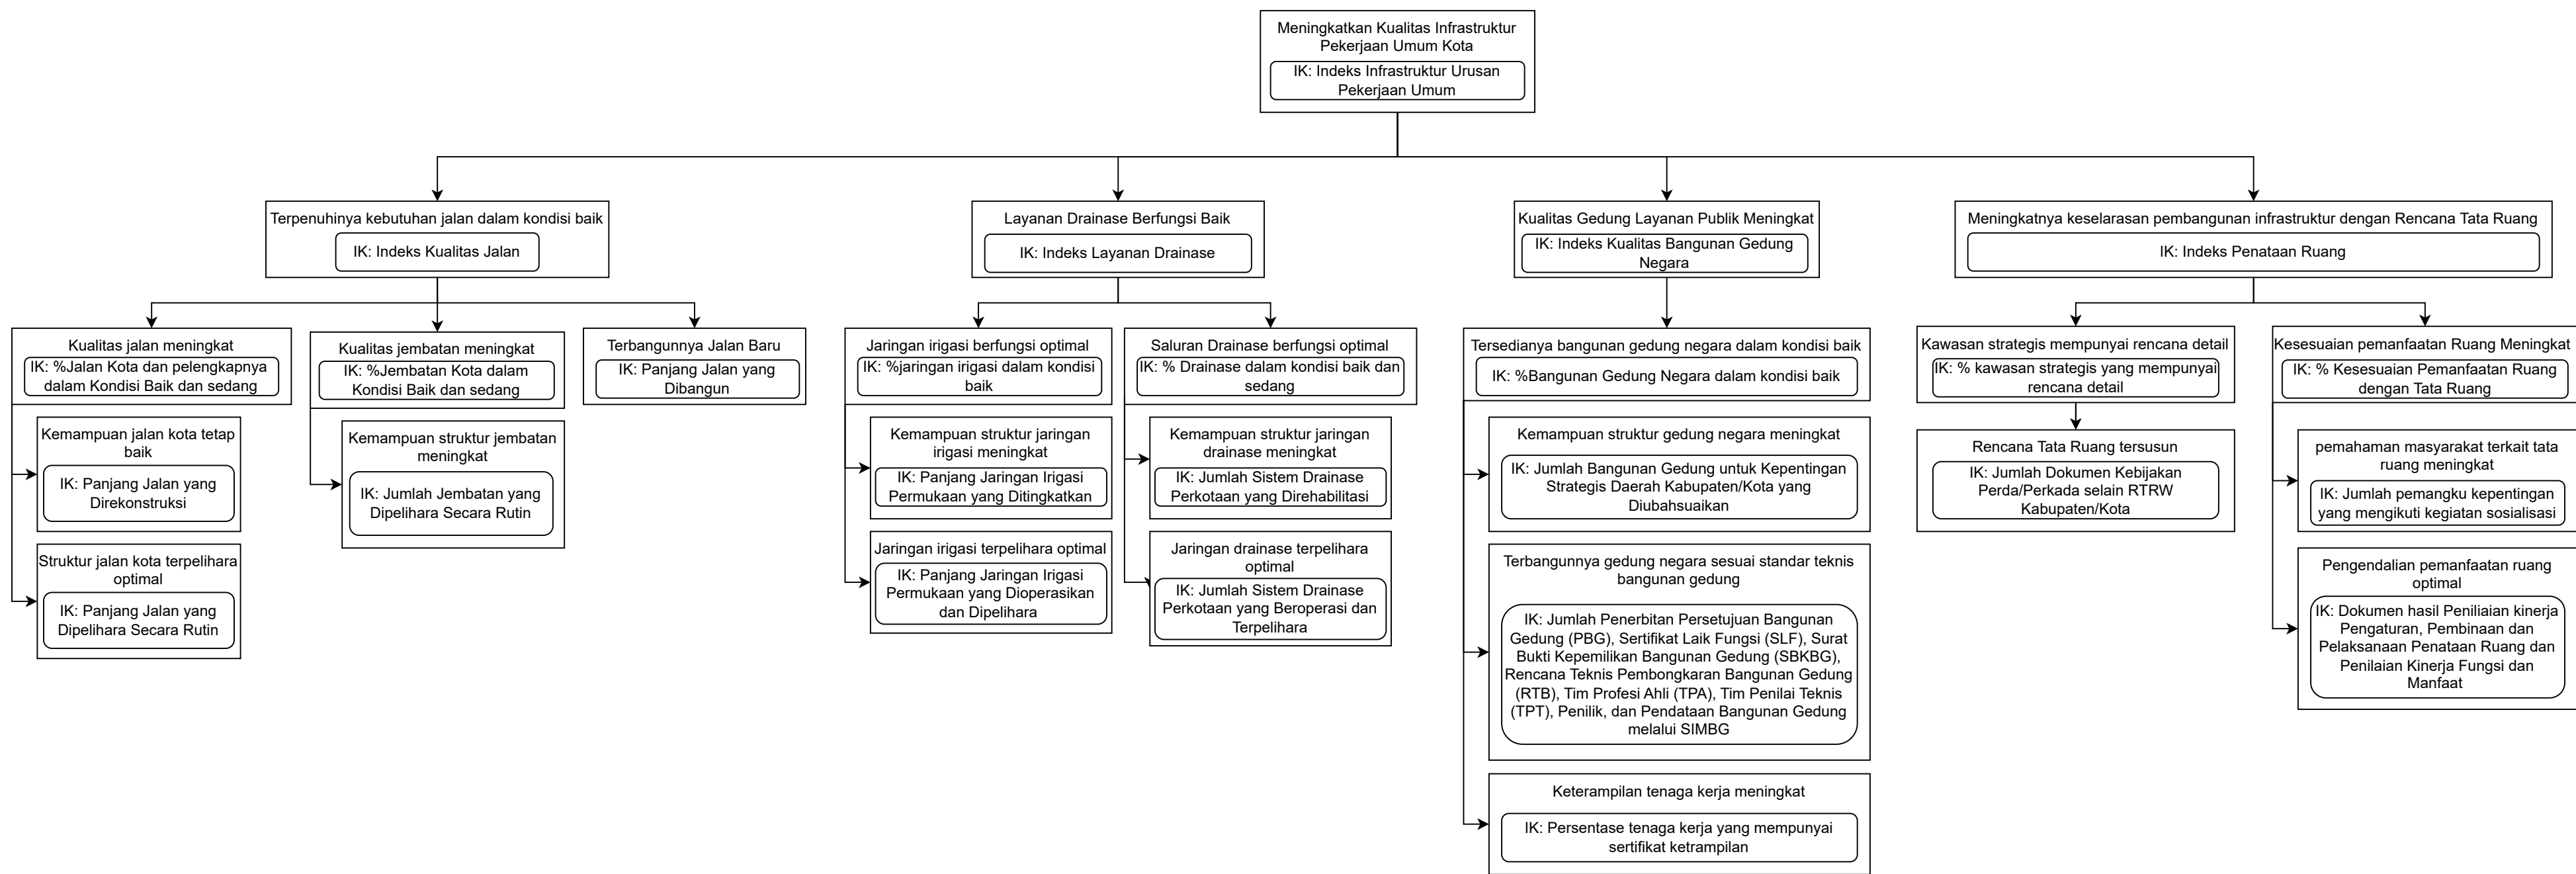 Meningkatkan Kualitas Infrastruktur
Pekerjaan Umum Kota
IK: Indeks Infrastruktur Urusan
Pekerjaan Umum
Terpenuhinya kebutuhan jalan dalam kondisi baik
IK: Indeks Kualitas Jalan
Layanan Drainase Berfungsi Baik
IK: Indeks Layanan Drainase
Kualitas Gedung Layanan Publik Meningkat
IK: Indeks Kualitas Bangunan Gedung
Negara
Meningkatnya keselarasan pembangunan infrastruktur dengan Rencana Tata Ruang
IK: Indeks Penataan Ruang
Kualitas jalan meningkat
IK: %Jalan Kota dan pelengkapnya
dalam Kondisi Baik dan sedang
Kualitas jembatan meningkat
IK: %Jembatan Kota dalam
Kondisi Baik dan sedang
Terbangunnya Jalan Baru
IK: Panjang Jalan yang
Dibangun
Jaringan irigasi berfungsi optimal
IK: %jaringan irigasi dalam kondisi
baik
Saluran Drainase berfungsi optimal
IK: % Drainase dalam kondisi baik dan
sedang
Tersedianya bangunan gedung negara dalam kondisi baik
IK: %Bangunan Gedung Negara dalam kondisi baik
Kawasan strategis mempunyai rencana detail
IK: % kawasan strategis yang mempunyai
rencana detail
Kesesuaian pemanfaatan Ruang Meningkat
IK: % Kesesuaian Pemanfaatan Ruang
dengan Tata Ruang
Kemampuan jalan kota tetap
baik
IK: Panjang Jalan yang
Direkonstruksi
Struktur jalan kota terpelihara
optimal
IK: Panjang Jalan yang
Dipelihara Secara Rutin
Kemampuan struktur jembatan
meningkat
IK: Jumlah Jembatan yang
Dipelihara Secara Rutin
Kemampuan struktur jaringan
irigasi meningkat
IK: Panjang Jaringan Irigasi
Permukaan yang Ditingkatkan
Jaringan irigasi terpelihara optimal
IK: Panjang Jaringan Irigasi
Permukaan yang Dioperasikan
dan Dipelihara
Kemampuan struktur jaringan
drainase meningkat
IK: Jumlah Sistem Drainase
Perkotaan yang Direhabilitasi
Jaringan drainase terpelihara
optimal
IK: Jumlah Sistem Drainase
Perkotaan yang Beroperasi dan
Terpelihara
Kemampuan struktur gedung negara meningkat
IK: Jumlah Bangunan Gedung untuk Kepentingan
Strategis Daerah Kabupaten/Kota yang
Diubahsuaikan
Terbangunnya gedung negara sesuai standar teknis
bangunan gedung
IK: Jumlah Penerbitan Persetujuan Bangunan
Gedung (PBG), Sertifikat Laik Fungsi (SLF), Surat
Bukti Kepemilikan Bangunan Gedung (SBKBG),
Rencana Teknis Pembongkaran Bangunan Gedung
(RTB), Tim Profesi Ahli (TPA), Tim Penilai Teknis
(TPT), Penilik, dan Pendataan Bangunan Gedung
melalui SIMBG
Keterampilan tenaga kerja meningkat
IK: Persentase tenaga kerja yang mempunyai
sertifikat ketrampilan
Rencana Tata Ruang tersusun
IK: Jumlah Dokumen Kebijakan
Perda/Perkada selain RTRW
Kabupaten/Kota
pemahaman masyarakat terkait tata
ruang meningkat
IK: Jumlah pemangku kepentingan
yang mengikuti kegiatan sosialisasi
Pengendalian pemanfaatan ruang
optimal
IK: Dokumen hasil Peniliaian kinerja
Pengaturan, Pembinaan dan
Pelaksanaan Penataan Ruang dan
Penilaian Kinerja Fungsi dan
Manfaat